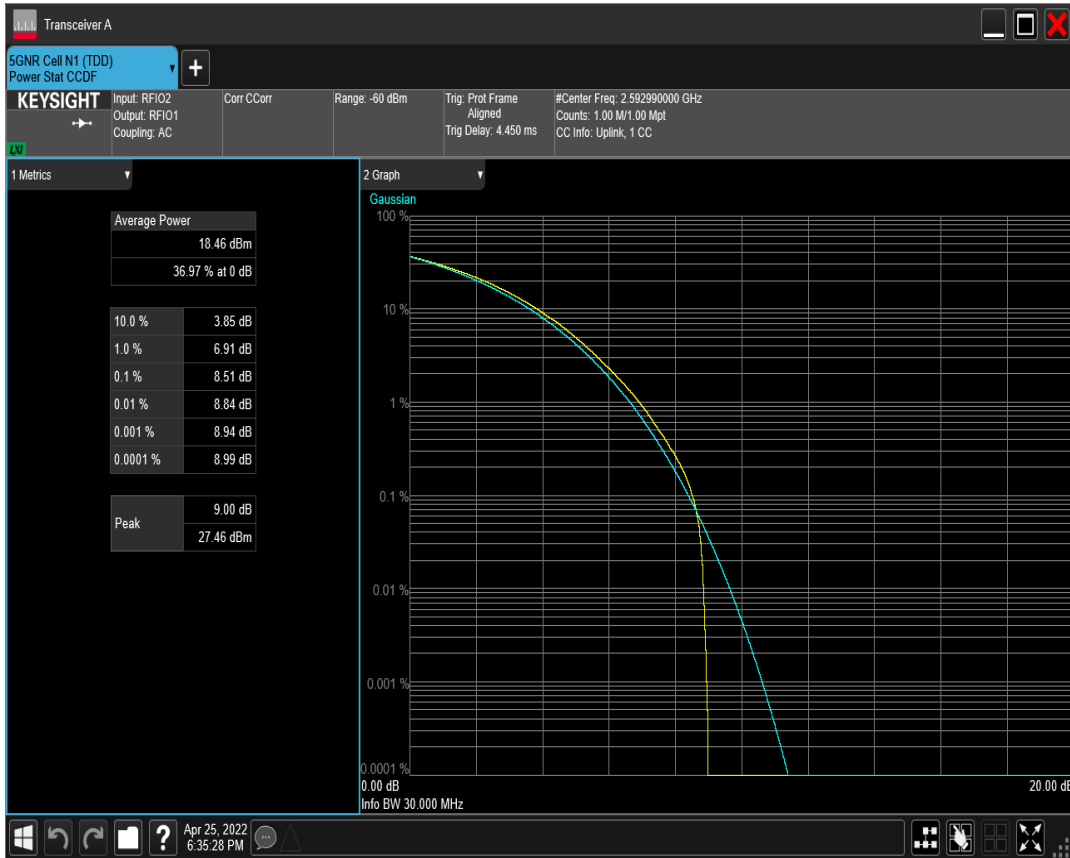 Transceiver A
5GNR Cell N1 (TDD)
Power Stat CCDF
+
KEYSIGHT
LXI
Input: RFIO2
Output: RFIO1
Coupling: AC
Corr CCorr
Range: -60 dBm
Trig: Prot Frame
Aligned
Trig Delay: 4.450 ms
#Center Freq: 2.592990000 GHz
Counts: 1.00 M/1.00 Mpt
CC Info: Uplink, 1 CC
1 Metrics
Average Power
18.46 dBm
36.97 % at 0 dB
10.0 % 3.85 dB
1.0 % 6.91 dB
0.1 % 8.51 dB
0.01 % 8.84 dB
0.001 % 8.94 dB
0.0001 % 8.99 dB
Peak
9.00 dB
27.46 dBm
2 Graph
Gaussian
100 %
10 %
1 %
0.1 %
0.01 %
0.001 %
0.0001 %
0.00 dB 20.00 dB
Info BW 30.000 MHz
?
Apr 25, 2022
6:35:28 PM